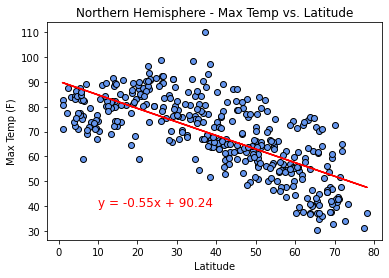 Northern Hemisphere - Max Temp vs. Latitude
Max Temp (F)
110
100
90
80
70
60
50
40
30
y = -0.55x + 90.24
0 10 20 30 40 50 60 70 80
Latitude